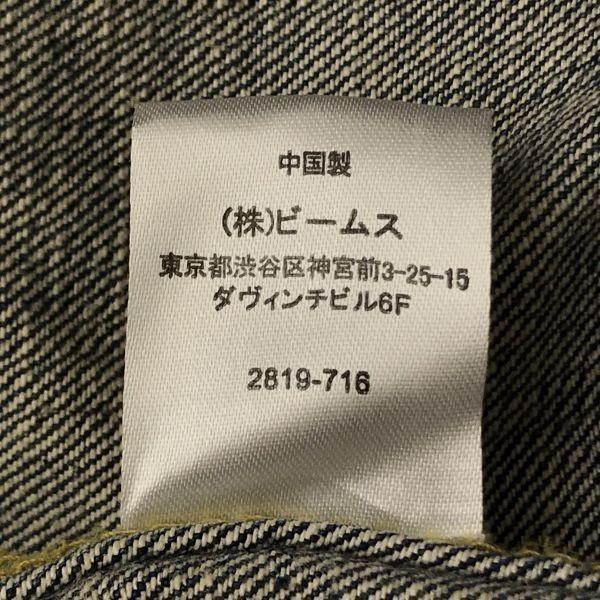 中国製
(株)ビームス
東京都渋谷区神宮前3-25-15
ダヴィンチビル6F
2819-716